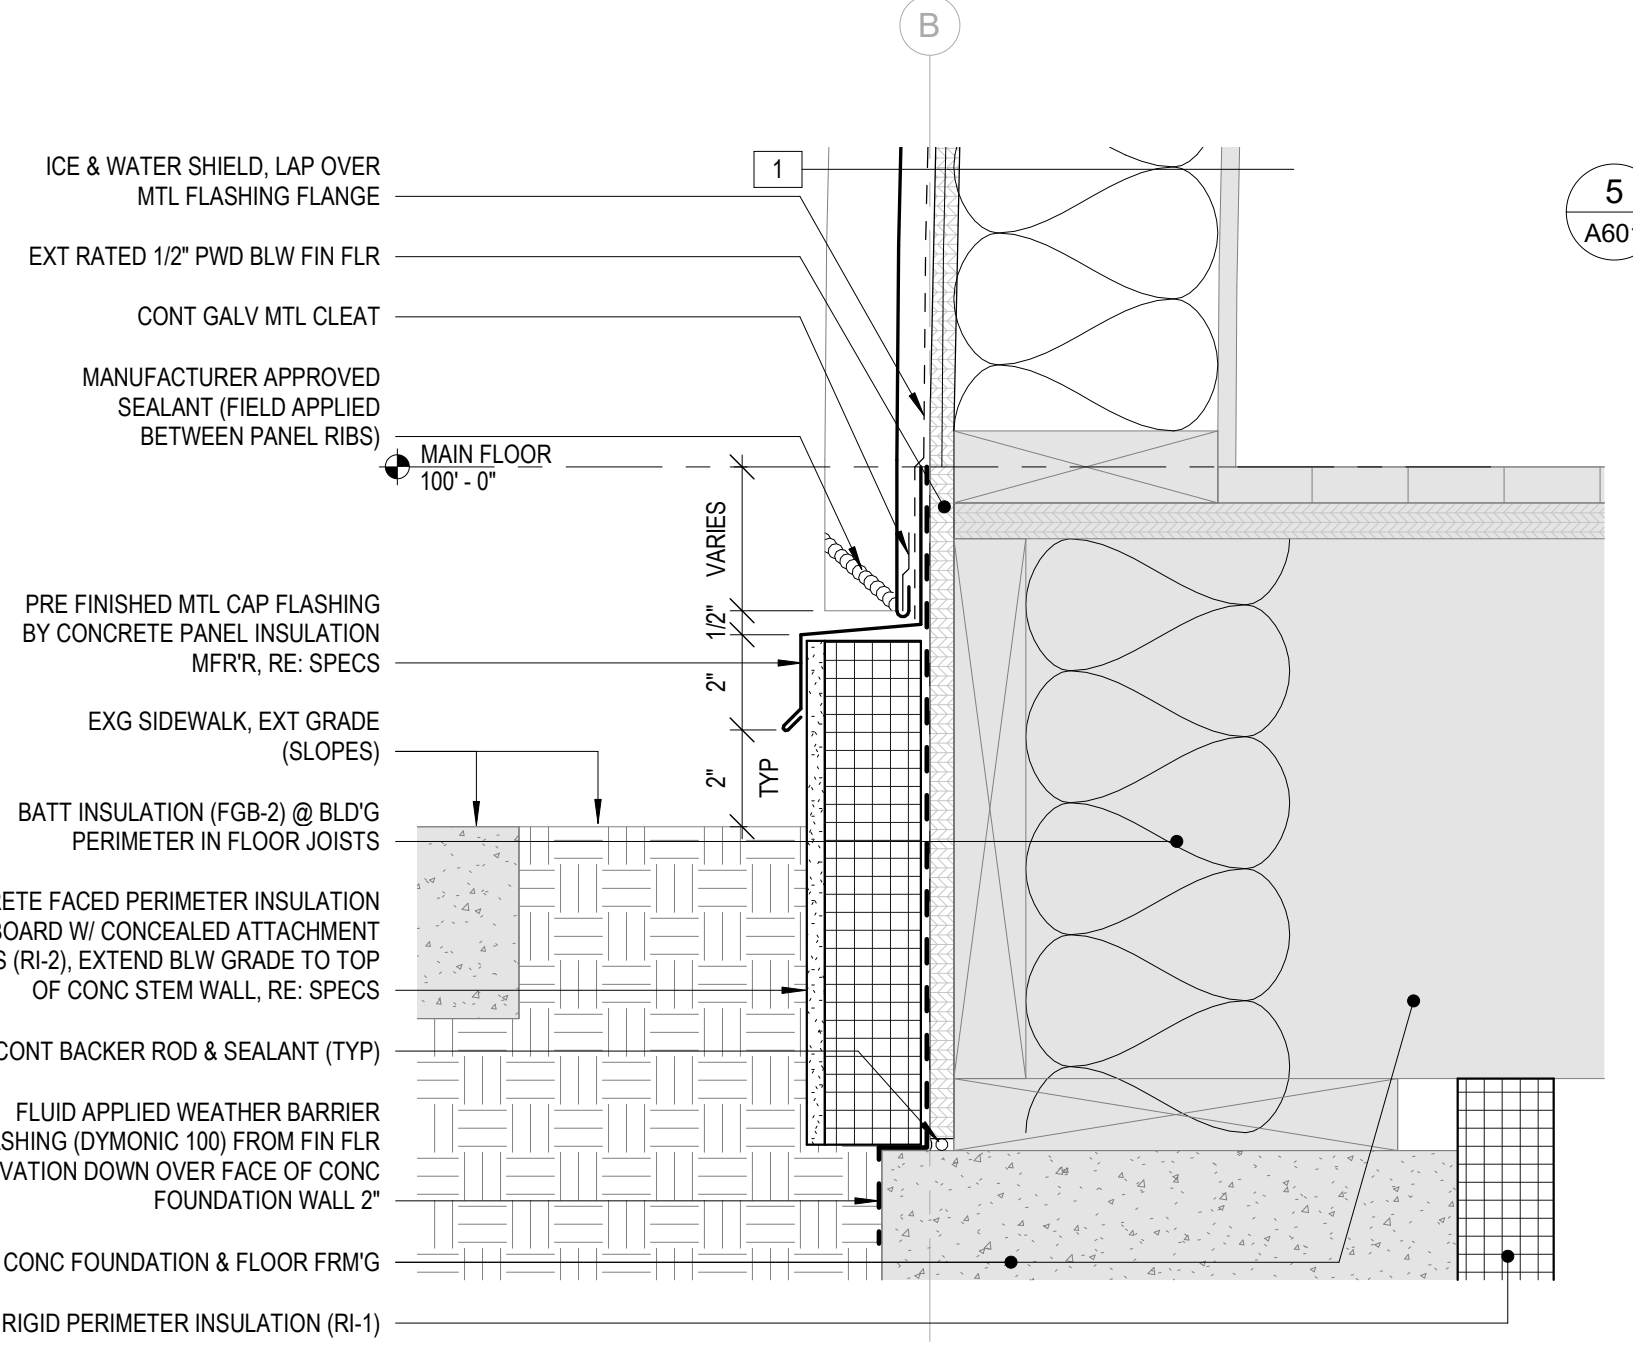 B
ICE & WATER SHIELD, LAP OVER
MTL FLASHING FLANGE
1
5
EXT RATED 1/2" PWD BLW FIN FLR
CONT GALV MTL CLEAT
MANUFACTURER APPROVED
SEALANT (FIELD APPLIED
BETWEEN PANEL RIBS)
MAIN FLOOR
100' - 0"
VARIES
1/2"
2"
2"
TYP
PRE FINISHED MTL CAP FLASHING
BY CONCRETE PANEL INSULATION
MFR'R, RE: SPECS
EXG SIDEWALK, EXT GRADE
(SLOPES)
BATT INSULATION (FGB-2) @ BLD'G
PERIMETER IN FLOOR JOISTS
FACED PERIMETER INSULATION
W/ CONCEALED ATTACHMENT
(RI-2), EXTEND BLW GRADE TO TOP
OF CONC STEM WALL, RE: SPECS
CONT BACKER ROD & SEALANT (TYP)
FLUID APPLIED WEATHER BARRIER
(DYMONIC 100) FROM FIN FLR
DOWN OVER FACE OF CONC
FOUNDATION WALL 2"
CONC FOUNDATION & FLOOR FRM'G
RIGID PERIMETER INSULATION (RI-1)